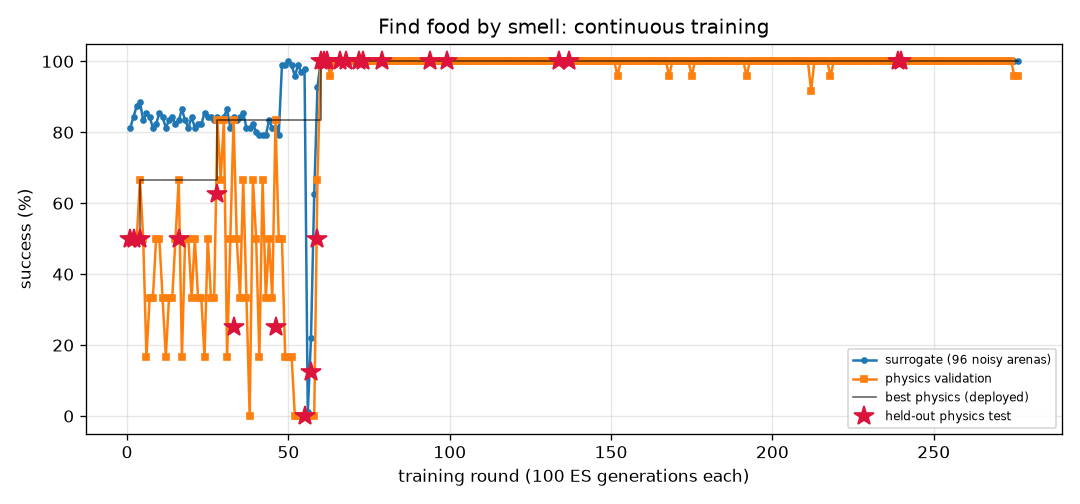 Find food by smell: continuous training
success (%)
100
80
60
40
20
0
0
50
100
150
200
250
training round (100 ES generations each)
surrogate (96 noisy arenas)
physics validation
best physics (deployed)
held-out physics test